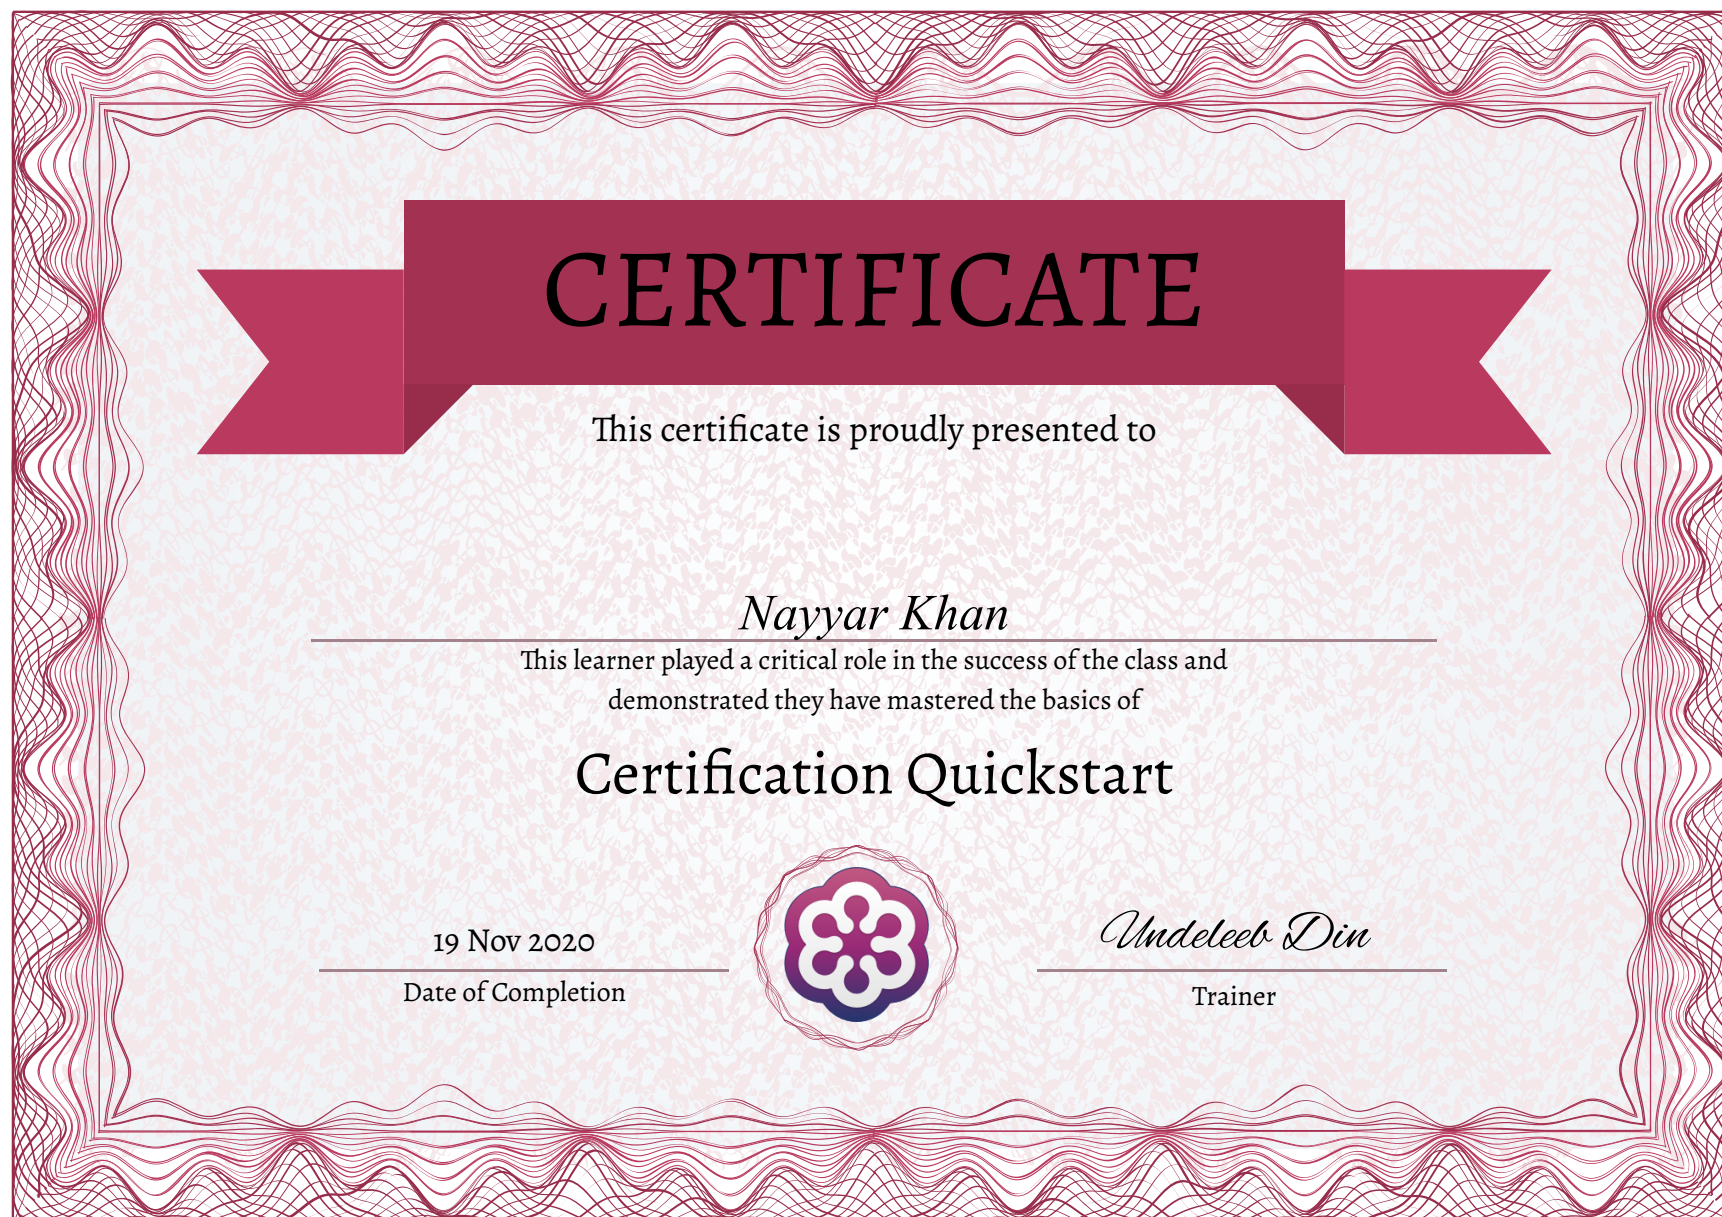 CERTIFICATE
This certificate is proudly presented to
Nayyar Khan
This learner played a critical role in the success of the class and
demonstrated they have mastered the basics of
Certification Quickstart
19 Nov 2020
Date of Completion
Undeleeb Din
Trainer